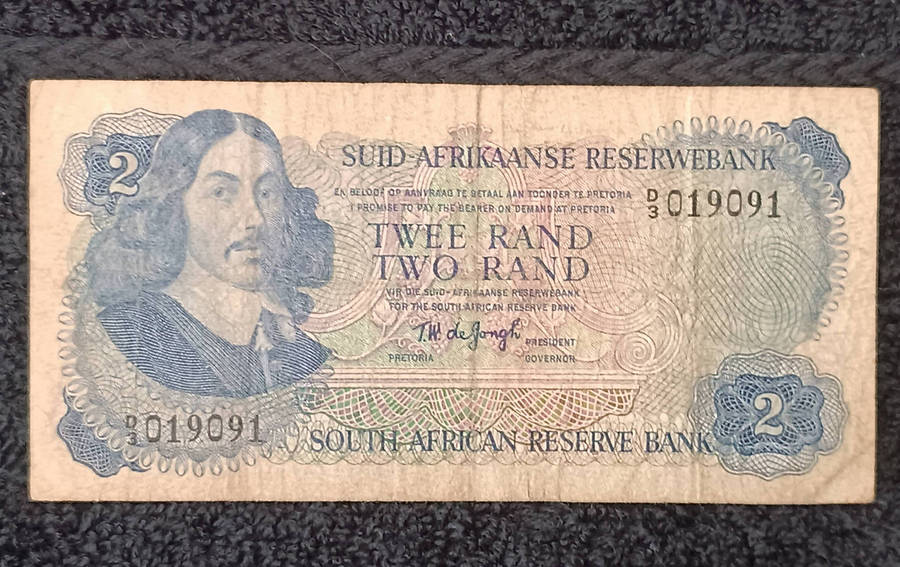 2
SUID-AFRIKAANSE RESERWEBANK
EK BELOOF OP AANVRAAG TE BETAAL AAN TOONDER TE PRETORIA
I PROMISE TO PAY THE BEARER ON DEMAND AT PRETORIA
D/3 019091
TWEE RAND
TWO RAND
VIR DIE SUID-AFRIKAANSE RESERWEBANK
FOR THE SOUTH AFRICAN RESERVE BANK
T.W. de Jongh
PRESIDENT
PRETORIA GOVERNOR
D/3 019091
2
SOUTH AFRICAN RESERVE BANK